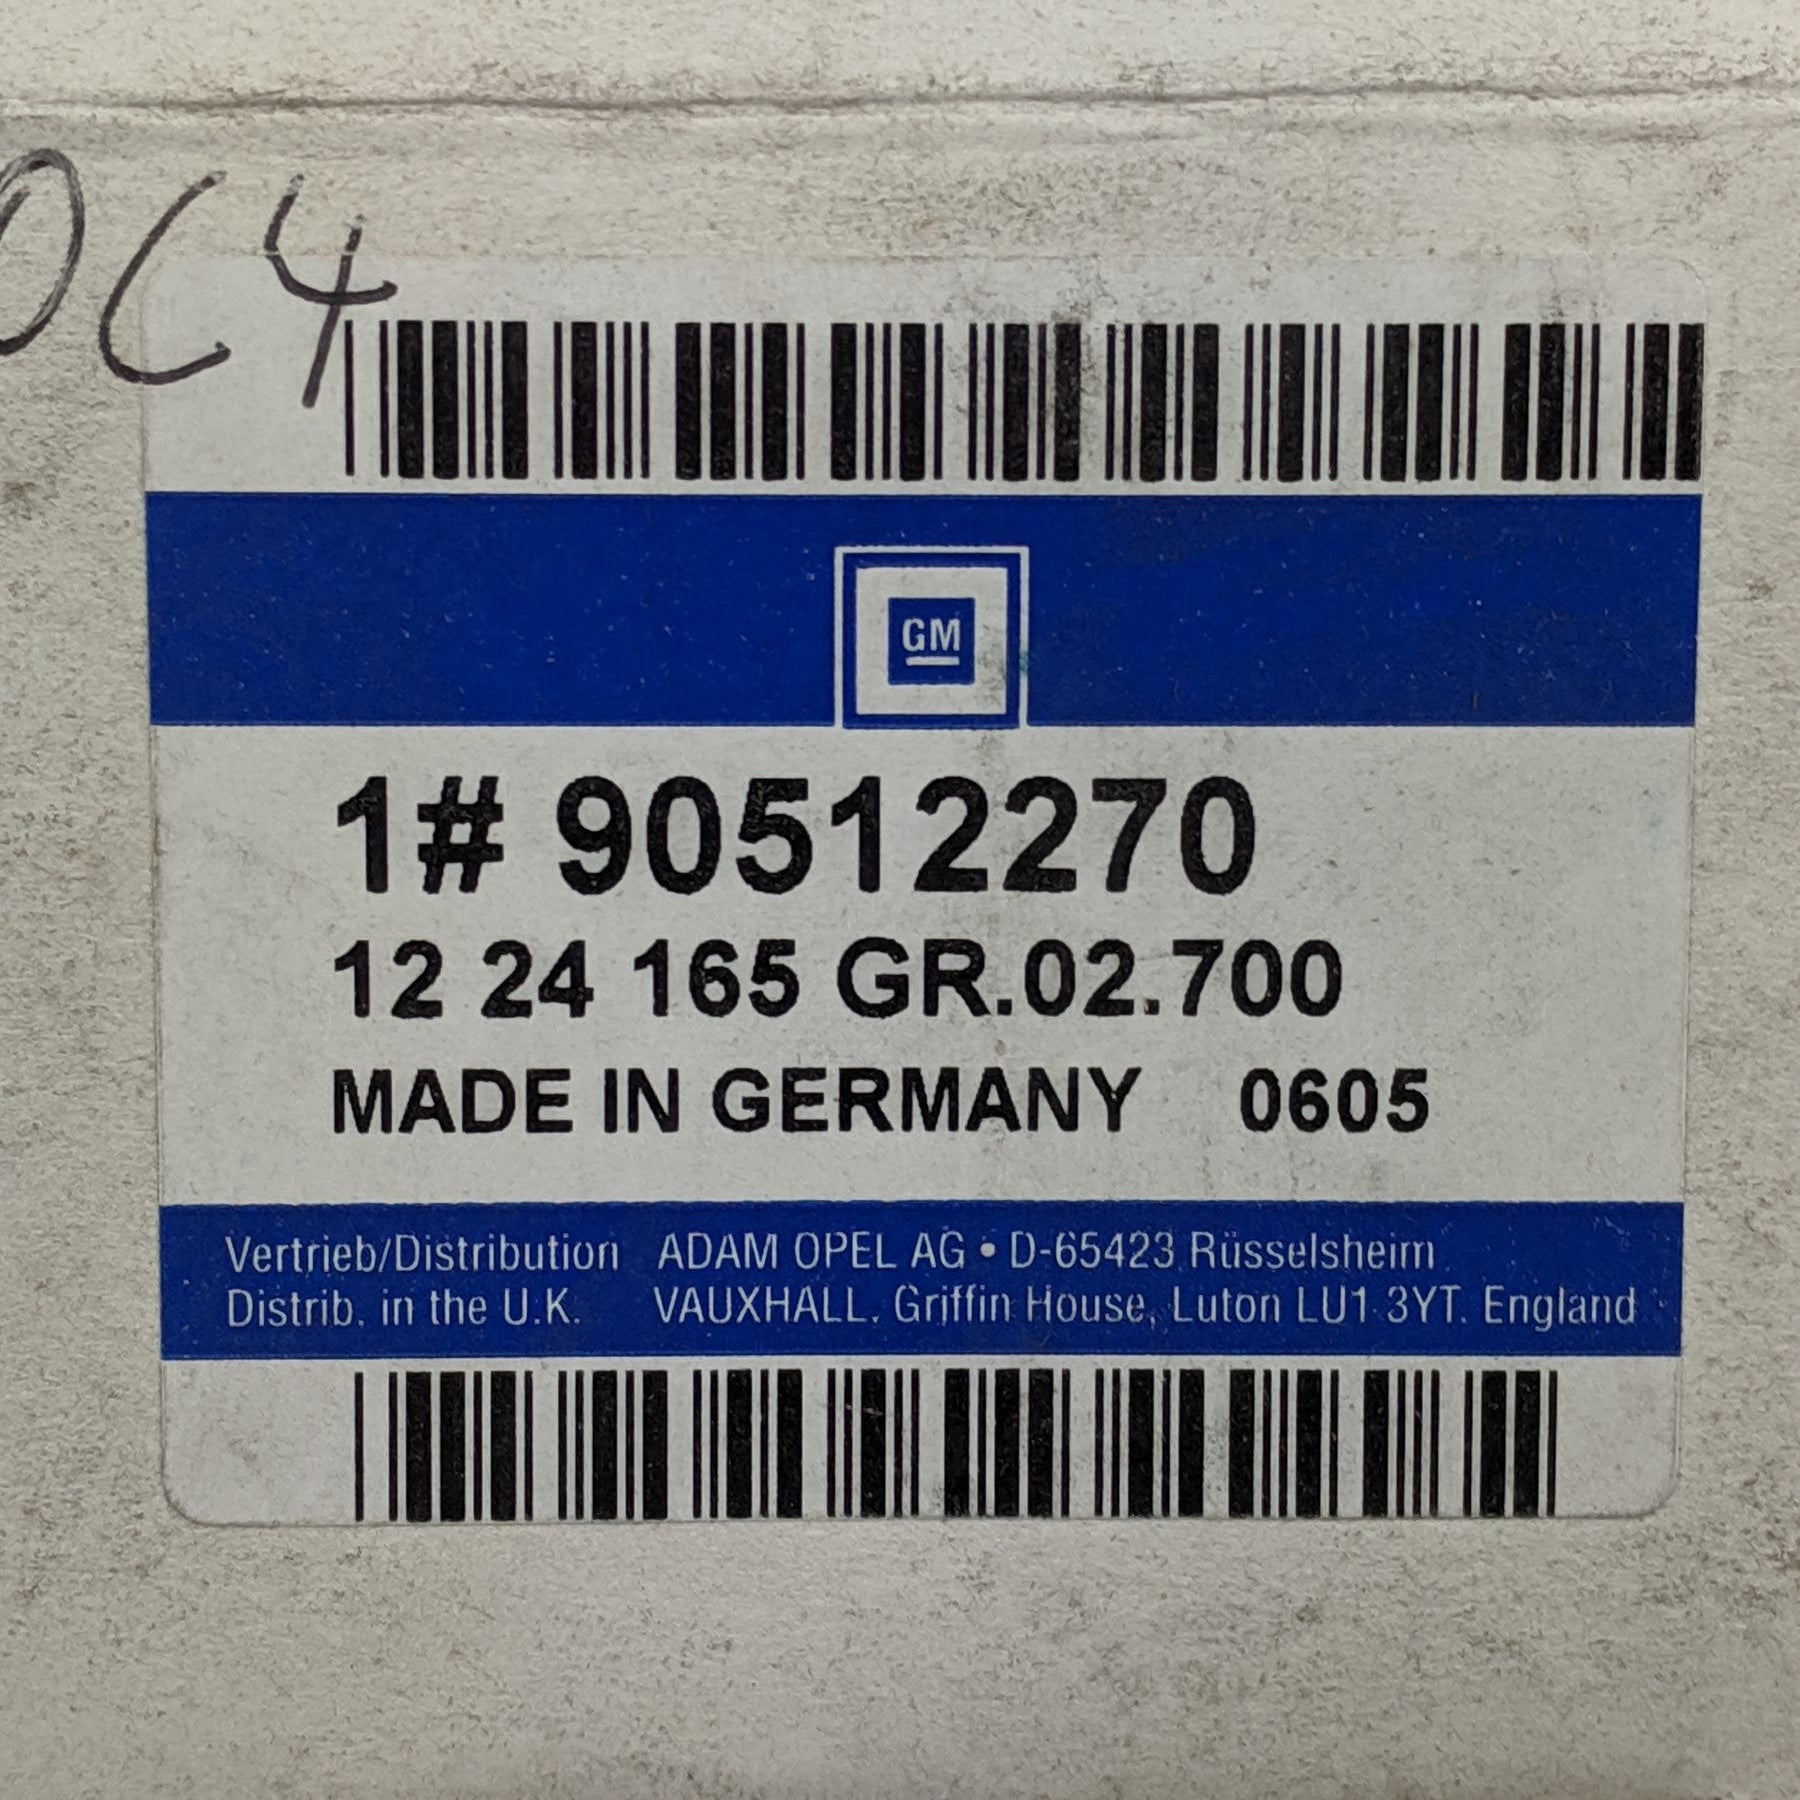 0C4
GM
1# 90512270
12 24 165 GR.02.700
MADE IN GERMANY 0605
Vertrieb/Distribution ADAM OPEL AG • D-65423 Rüsselsheim
Distrib. in the U.K. VAUXHALL. Griffin House, Luton LU1 3YT. England